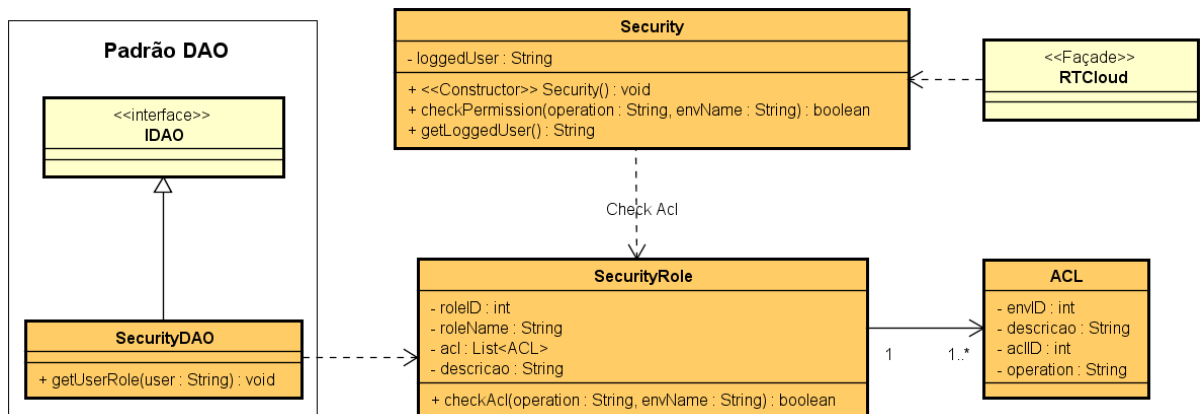 Padrão DAO
<<interface>>
IDAO
SecurityDAO
+ getUserRole(user : String) : void
Security
- loggedUser : String
+ <<Constructor>> Security() : void
+ checkPermission(operation : String, envName : String) : boolean
+ getLoggedUser() : String
<<Façade>>
RTCloud
Check Acl
SecurityRole
- roleID : int
- roleName : String
- acl : List<ACL>
- descricao : String
+ checkAcl(operation : String, envName : String) : boolean
1
1..*
ACL
- envID : int
- descricao : String
- aclID : int
- operation : String